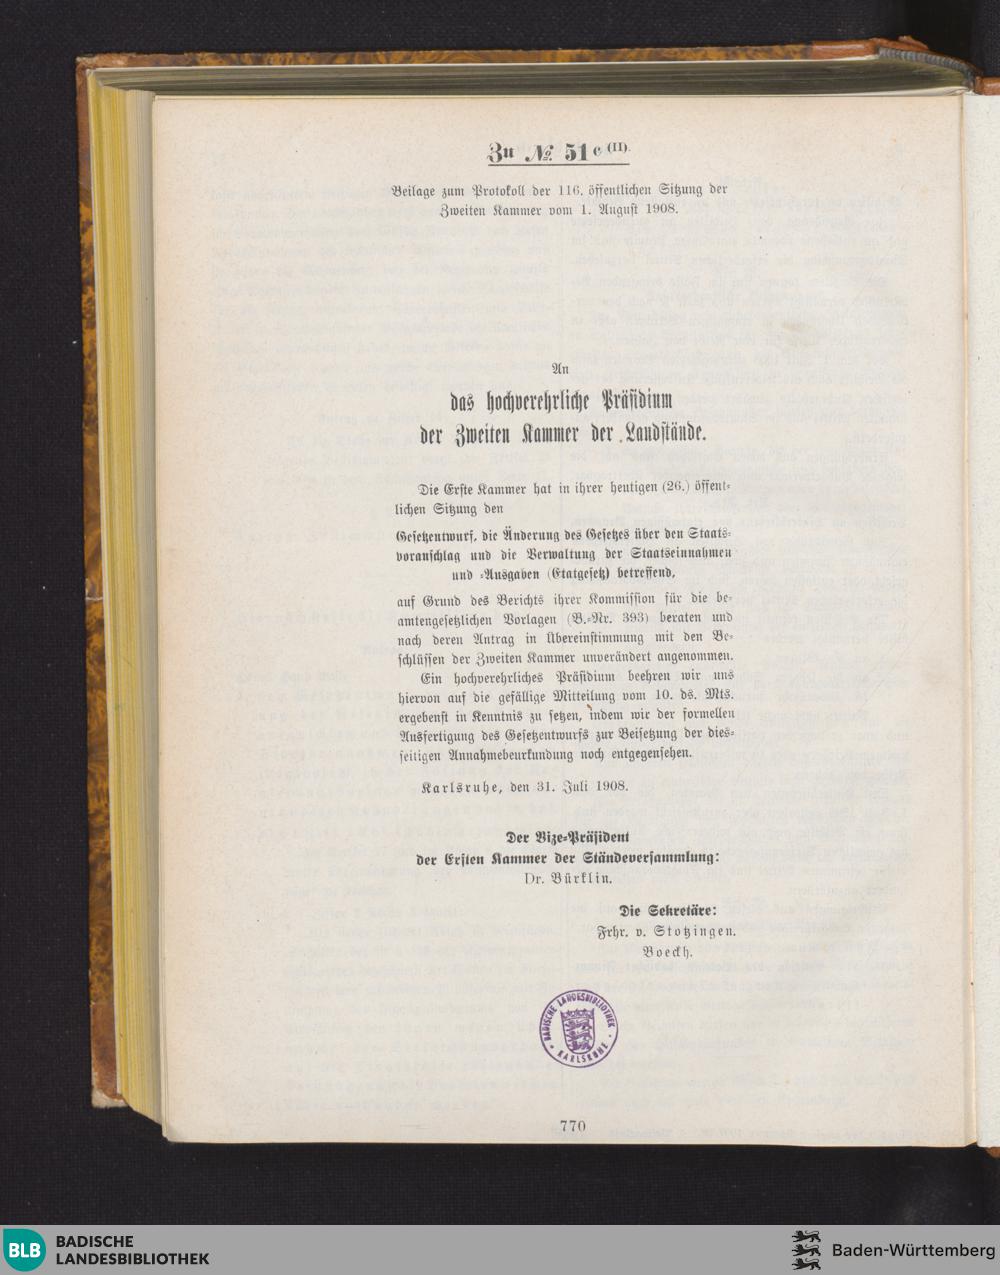 Zu № 51c (II).
Beilage zum Protokoll der 116. öffentlichen Sitzung der
Zweiten Kammer vom 1. August 1908.
An
das hochverehrliche Präsidium
der Zweiten Kammer der Landstände.
Die Erste Kammer hat in ihrer heutigen (26.) öffent-
lichen Sitzung den
Gesetzentwurf, die Änderung des Gesetzes über den Staats-
voranschlag und die Verwaltung der Staatseinnahmen
und -Ausgaben (Etatgesetz) betreffend,
auf Grund des Berichts ihrer Kommission für die be-
amtengesetzlichen Vorlagen (B.-Nr. 393) beraten und
nach deren Antrag in Übereinstimmung mit den Be-
schlüssen der Zweiten Kammer unverändert angenommen.
Ein hochverehrliches Präsidium beehren wir uns
hiervon auf die gefällige Mitteilung vom 10. ds. Mts.
ergebenst in Kenntnis zu setzen, indem wir der formellen
Ausfertigung des Gesetzentwurfs zur Beisetzung der dies-
seitigen Annahmebeurkundung noch entgegensehen.
Karlsruhe, den 31. Juli 1908.
Der Vize-Präsident
der Ersten Kammer der Ständeversammlung:
Dr. Bürklin.
Die Sekretäre:
Frhr. v. Stotzingen.
Boeckh.
BADISCHE LANDESBIBLIOTHEK
KARLSRUHE
770
BLB
BADISCHE
LANDESBIBLIOTHEK
Baden-Württemberg